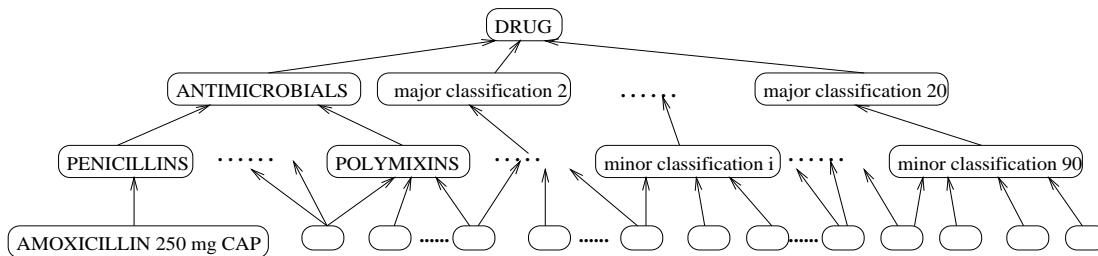 DRUG
ANTIMICROBIALS
major classification 2
......
major classification 20
PENICILLINS
......
POLYMIXINS
......
minor classification i
......
minor classification 90
AMOXICILLIN 250 mg CAP
......
......
......